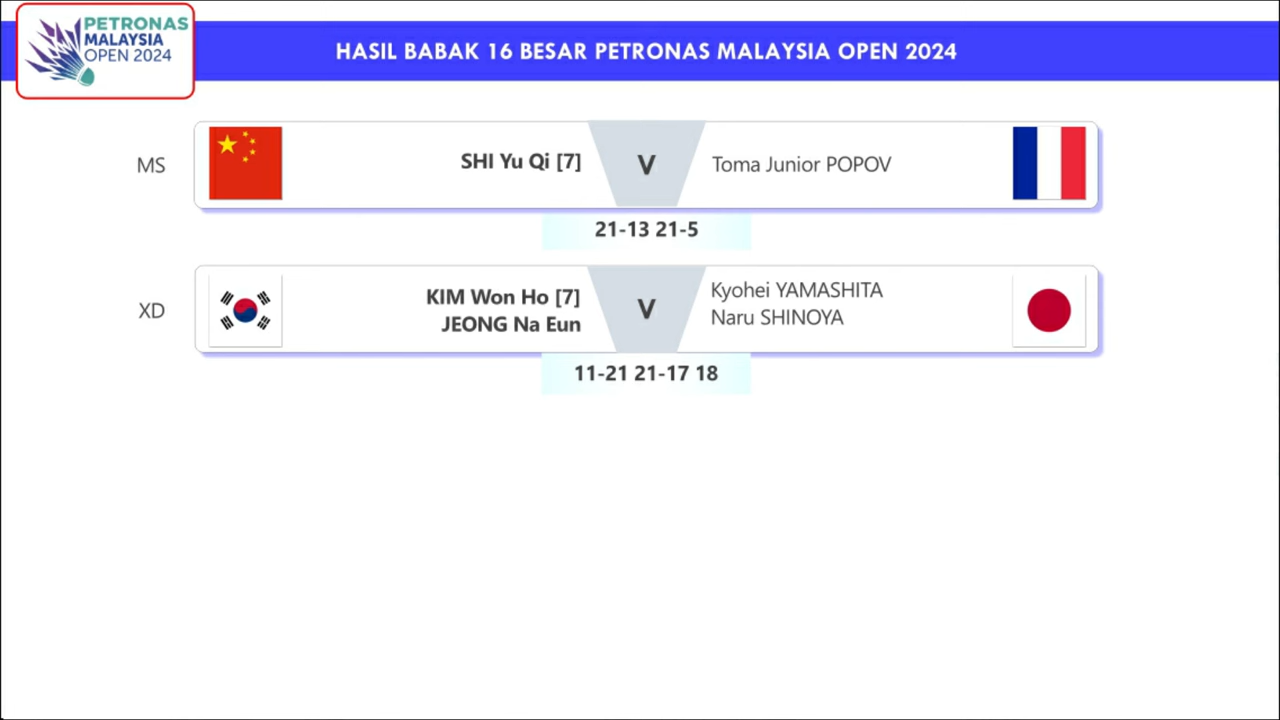 PETRONAS
MALAYSIA
OPEN 2024
HASIL BABAK 16 BESAR PETRONAS MALAYSIA OPEN 2024
MS
SHI Yu Qi [7]
V
Toma Junior POPOV
21-13 21-5
XD
KIM Won Ho [7]
JEONG Na Eun
V
Kyohei YAMASHITA
Naru SHINOYA
11-21 21-17 18